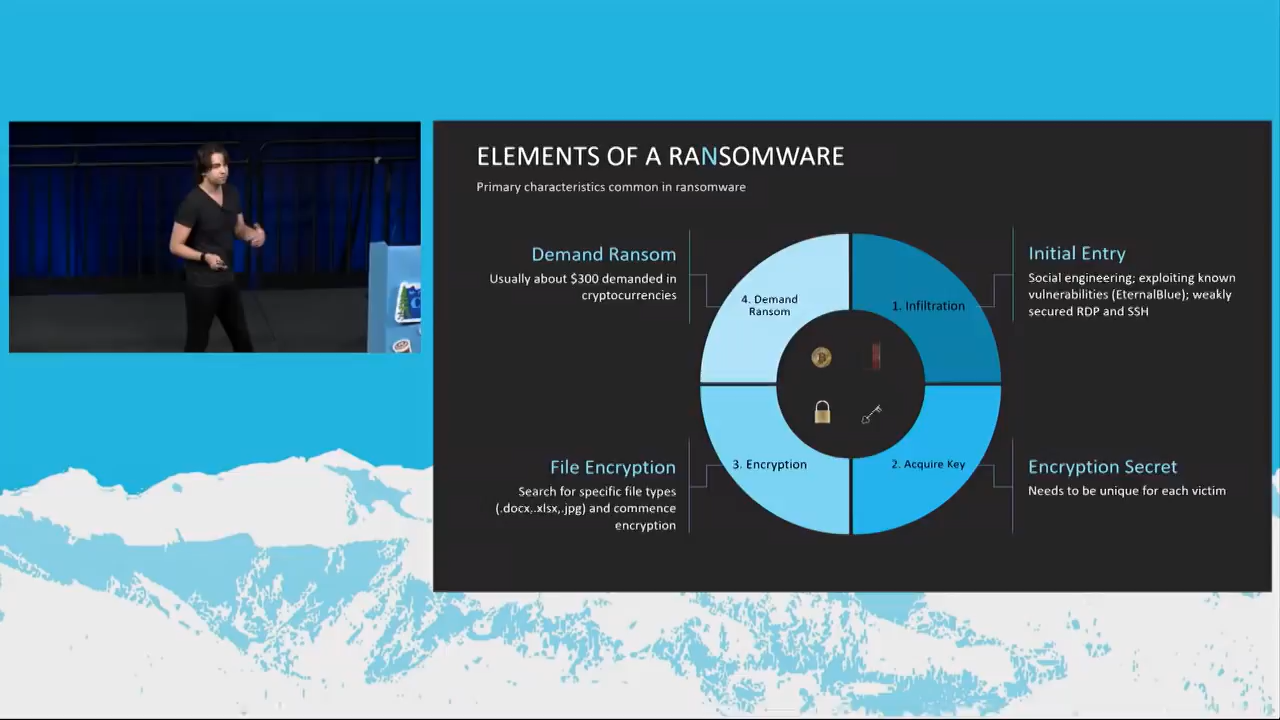 ELEMENTS OF A RANSOMWARE
Primary characteristics common in ransomware
Demand Ransom
Usually about $300 demanded in
cryptocurrencies
Initial Entry
Social engineering; exploiting known
vulnerabilities (EternalBlue); weakly
secured RDP and SSH
4. Demand
Ransom
1. Infiltration
3. Encryption
2. Acquire Key
File Encryption
Search for specific file types
(.docx,.xlsx,.jpg) and commence
encryption
Encryption Secret
Needs to be unique for each victim